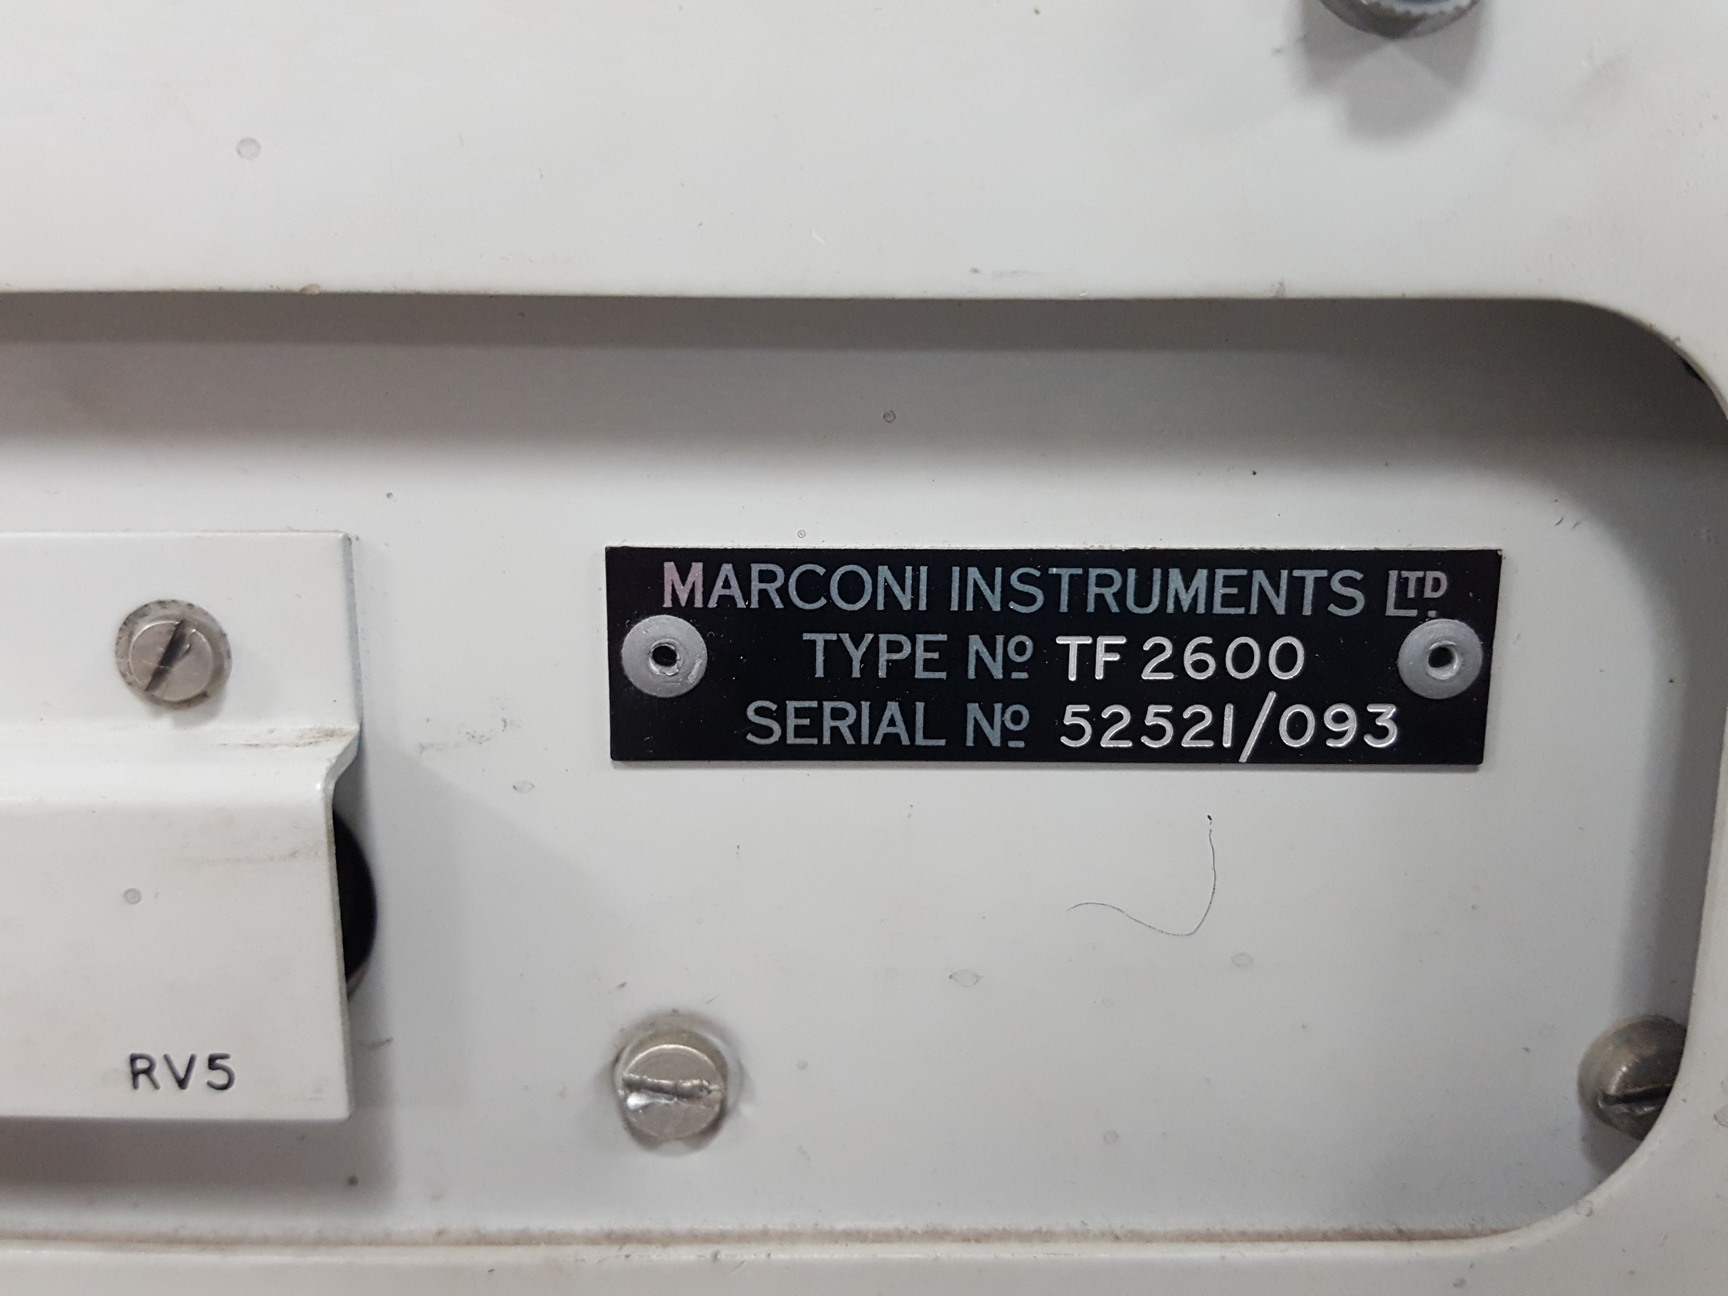 MARCONI INSTRUMENTS LTD.
TYPE Nº TF 2600
SERIAL Nº 52521/093
RV5